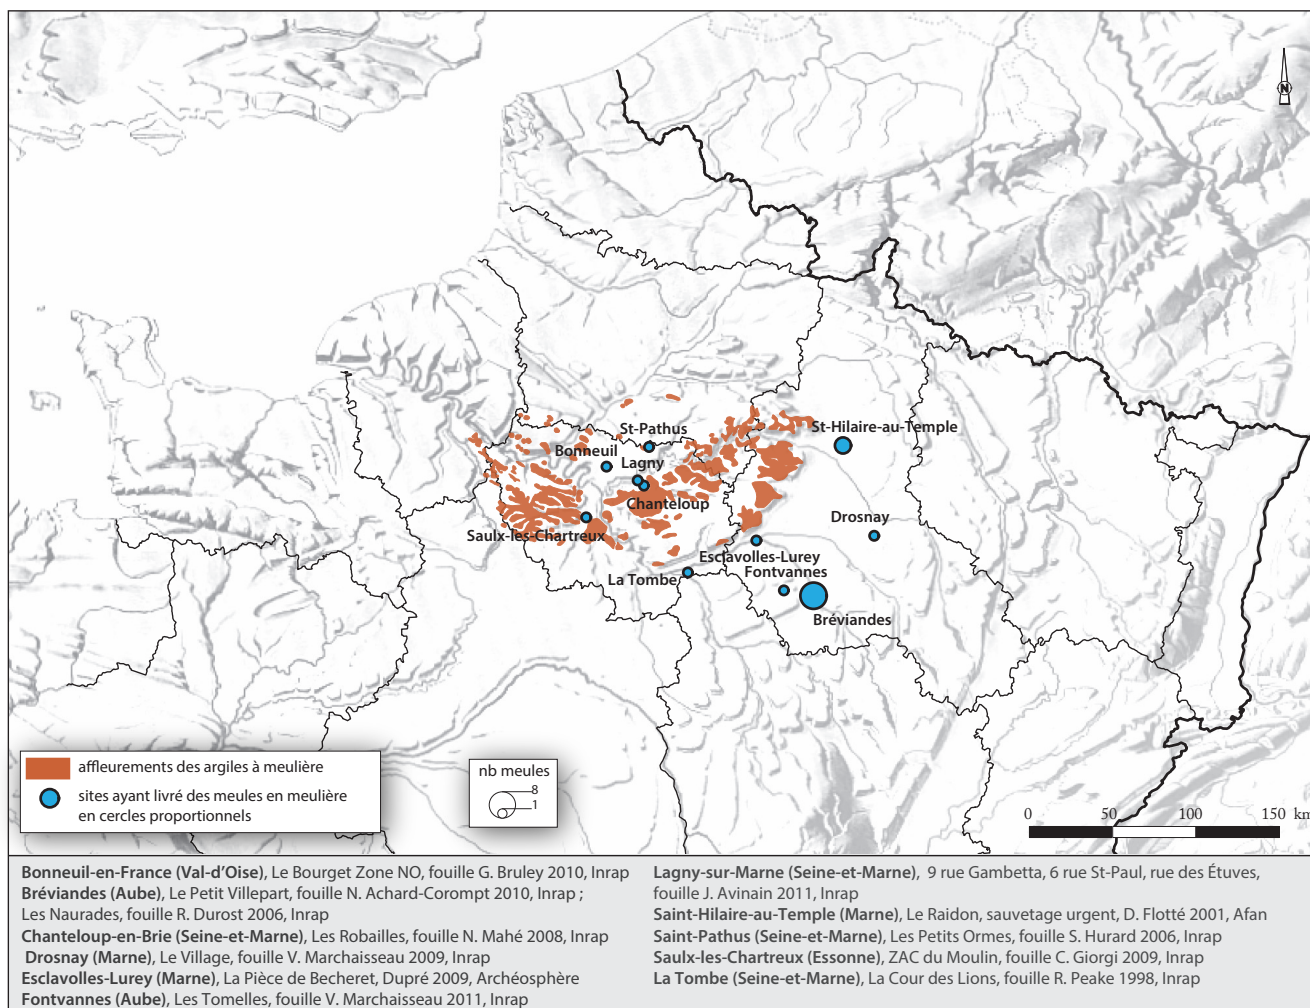 N
St-Pathus
St-Hilaire-au-Temple
Bonneuil
Lagny
Chanteloup
Drosnay
Saulx-les-Chartreux
Esclavolles-Lurey
Fontvannes
La Tombe
Bréviandes
affleurements des argiles à meulière
sites ayant livré des meules en meulière
en cercles proportionnels
nb meules
8
1
0 50 100 150 km
Bonneuil-en-France (Val-d'Oise), Le Bourget Zone NO, fouille G. Bruley 2010, Inrap
Bréviandes (Aube), Le Petit Villepart, fouille N. Achard-Corompt 2010, Inrap ;
Les Naurades, fouille R. Durost 2006, Inrap
Chanteloup-en-Brie (Seine-et-Marne), Les Robailles, fouille N. Mahé 2008, Inrap
Drosnay (Marne), Le Village, fouille V. Marchaisseau 2009, Inrap
Esclavolles-Lurey (Marne), La Pièce de Becheret, Dupré 2009, Archéosphère
Fontvannes (Aube), Les Tomelles, fouille V. Marchaisseau 2011, Inrap
Lagny-sur-Marne (Seine-et-Marne), 9 rue Gambetta, 6 rue St-Paul, rue des Étuves,
fouille J. Avinain 2011, Inrap
Saint-Hilaire-au-Temple (Marne), Le Raidon, sauvetage urgent, D. Flotté 2001, Afan
Saint-Pathus (Seine-et-Marne), Les Petits Ormes, fouille S. Hurard 2006, Inrap
Saulx-les-Chartreux (Essonne), ZAC du Moulin, fouille C. Giorgi 2009, Inrap
La Tombe (Seine-et-Marne), La Cour des Lions, fouille R. Peake 1998, Inrap